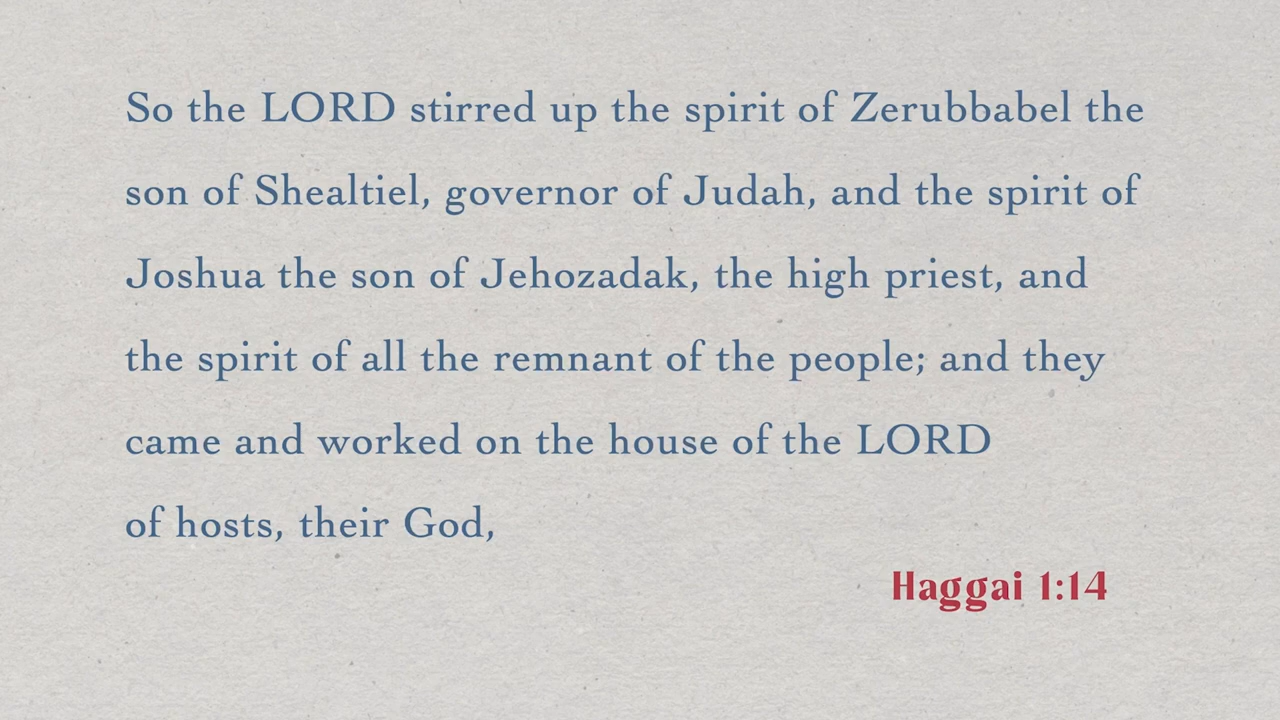 So the LORD stirred up the spirit of Zerubbabel the
son of Shealtiel, governor of Judah, and the spirit of
Joshua the son of Jehozadak, the high priest, and
the spirit of all the remnant of the people; and they
came and worked on the house of the LORD
of hosts, their God,
Haggai 1:14